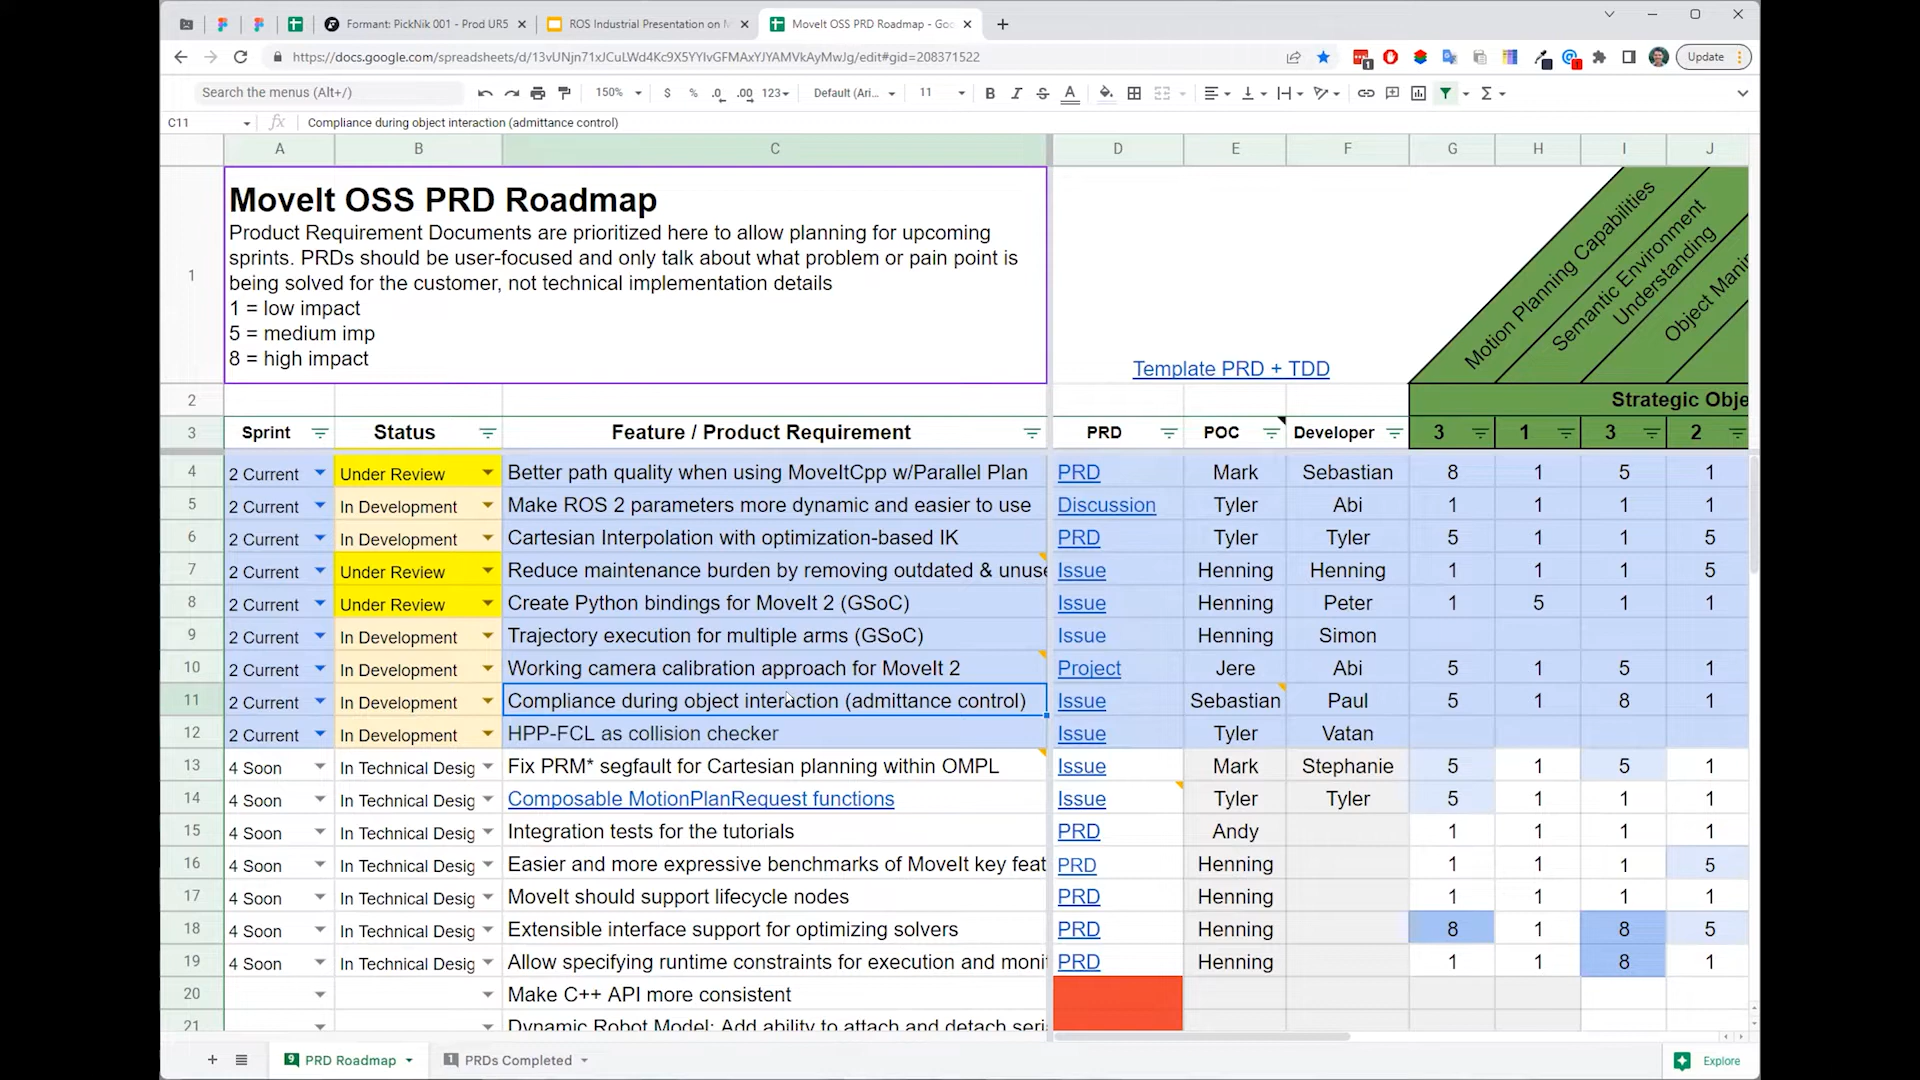 Formant: PickNik 001 - Prod UR5
ROS Industrial Presentation on
MoveIt OSS PRD Roadmap - Goo
https://docs.google.com/spreadsheets/d/13vUNjn71xJCuLWd4Kc9X5YYIvGFMAxYJYAMVkAyMwJg/edit#gid=208371522
Update
Search the menus (Alt+/)
150%
$ % .0 .00 123
Default (Ari...
11
B I S A
C11
fx
Compliance during object interaction (admittance control)
A B C D E F G H I J
1
MoveIt OSS PRD Roadmap
Product Requirement Documents are prioritized here to allow planning for upcoming
sprints. PRDs should be user-focused and only talk about what problem or pain point is
being solved for the customer, not technical implementation details
1 = low impact
5 = medium imp
8 = high impact
Template PRD + TDD
Motion Planning Capabilities
Semantic Environment
Understanding
Object Mani
2 Strategic Obje
3 Sprint Status Feature / Product Requirement PRD POC Developer 3 1 3 2
4 2 Current Under Review Better path quality when using MoveItCpp w/Parallel Plan PRD Mark Sebastian 8 1 5 1
5 2 Current In Development Make ROS 2 parameters more dynamic and easier to use Discussion Tyler Abi 1 1 1 1
6 2 Current In Development Cartesian Interpolation with optimization-based IK PRD Tyler Tyler 5 1 1 5
7 2 Current Under Review Reduce maintenance burden by removing outdated & unuse Issue Henning Henning 1 1 1 5
8 2 Current Under Review Create Python bindings for MoveIt 2 (GSoC) Issue Henning Peter 1 5 1 1
9 2 Current In Development Trajectory execution for multiple arms (GSoC) Issue Henning Simon
10 2 Current In Development Working camera calibration approach for MoveIt 2 Project Jere Abi 5 1 5 1
11 2 Current In Development Compliance during object interaction (admittance control) Issue Sebastian Paul 5 1 8 1
12 2 Current In Development HPP-FCL as collision checker Issue Tyler Vatan
13 4 Soon In Technical Desig Fix PRM* segfault for Cartesian planning within OMPL Issue Mark Stephanie 5 1 5 1
14 4 Soon In Technical Desig Composable MotionPlanRequest functions Issue Tyler Tyler 5 1 1 1
15 4 Soon In Technical Desig Integration tests for the tutorials PRD Andy 1 1 1 1
16 4 Soon In Technical Desig Easier and more expressive benchmarks of MoveIt key feat PRD Henning 1 1 1 5
17 4 Soon In Technical Desig MoveIt should support lifecycle nodes PRD Henning 1 1 1 1
18 4 Soon In Technical Desig Extensible interface support for optimizing solvers PRD Henning 8 1 8 5
19 4 Soon In Technical Desig Allow specifying runtime constraints for execution and moni PRD Henning 1 1 8 1
20 Make C++ API more consistent
21 Dynamic Robot Model: Add ability to attach and detach seri
9 PRD Roadmap
1 PRDs Completed
Explore